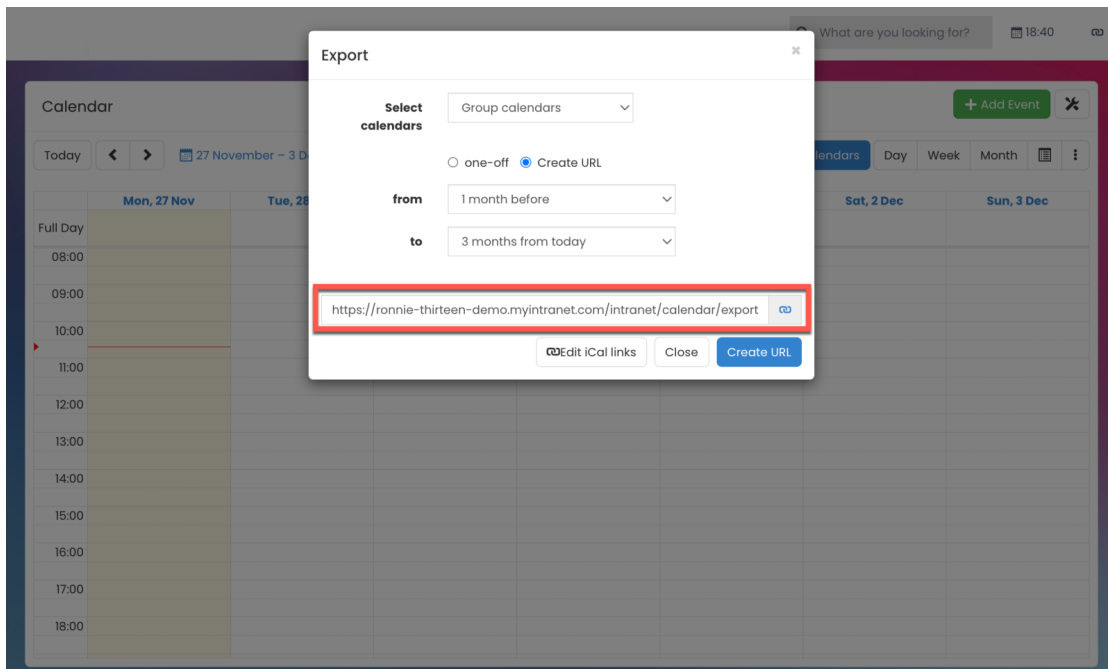 What are you looking for?
18:40
Export
×
Calendar
+ Add Event
Select calendars
Group calendars
one-off
Create URL
Today
27 November – 3 D
lendars
Day
Week
Month
from
1 month before
to
3 months from today
Mon, 27 Nov
Tue, 28
Sat, 2 Dec
Sun, 3 Dec
Full Day
08:00
09:00
https://ronnie-thirteen-demo.myintranet.com/intranet/calendar/export
10:00
Edit iCal links
Close
Create URL
11:00
12:00
13:00
14:00
15:00
16:00
17:00
18:00